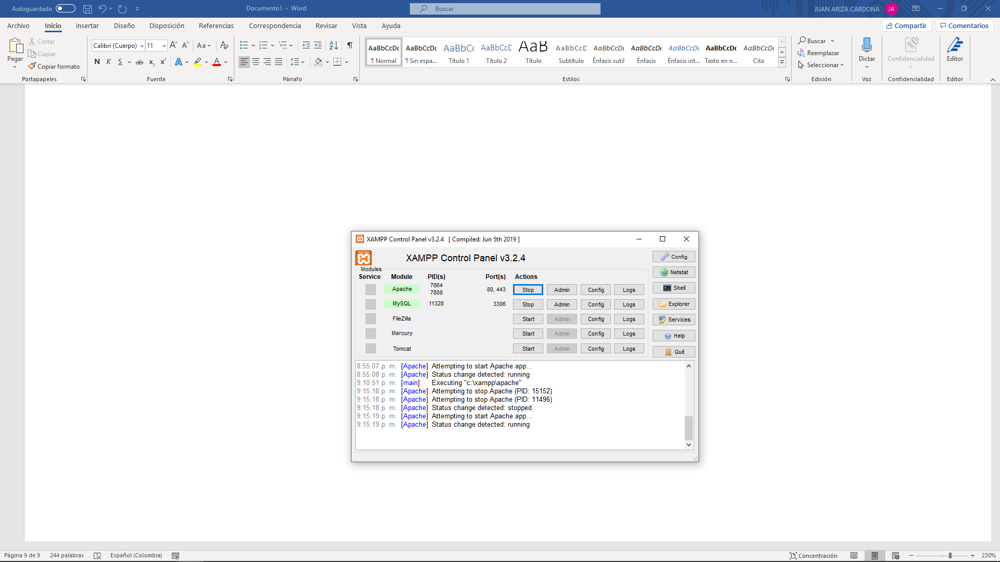 Autoguardado
Documento1 - Word
Buscar
JUAN ARIZA CARDONA
JA
Archivo Inicio Insertar Diseño Disposición Referencias Correspondencia Revisar Vista Ayuda
Compartir
Comentarios
Pegar
Cortar
Copiar
Copiar formato
Portapapeles
Calibri (Cuerpo) 11
Aa
N K S ab x₂ x²
A A
Fuente
Párrafo
AaBbCcDc AaBbCcDc AaBbCc AaBbCcD AaB AaBbCcD AaBbCcDc AaBbCcDc AaBbCcDc AaBbCcDc AaBbCcDc
¶ Normal ¶ Sin espa... Título 1 Título 2 Título Subtítulo Énfasis sutil Énfasis Énfasis int... Texto en n... Cita
Estilos
Buscar
Reemplazar
Seleccionar
Edición
Dictar
Voz
Confidencialidad
Confidencialidad
Editor
Editor
XAMPP Control Panel v3.2.4 [ Compiled: Jun 5th 2019 ]
XAMPP Control Panel v3.2.4
Modules
Service Module PID(s) Port(s) Actions
Apache 7864 7808 80, 443 Stop Admin Config Logs
MySQL 11328 3306 Stop Admin Config Logs
FileZilla Start Admin Config Logs
Mercury Start Admin Config Logs
Tomcat Start Admin Config Logs
Config
Netstat
Shell
Explorer
Services
Help
Quit
8:55:07 p. m. [Apache] Attempting to start Apache app...
8:55:08 p. m. [Apache] Status change detected: running
9:10:51 p. m. [main] Executing "c:\xampp\apache"
9:15:18 p. m. [Apache] Attempting to stop Apache (PID: 15152)
9:15:18 p. m. [Apache] Attempting to stop Apache (PID: 11496)
9:15:18 p. m. [Apache] Status change detected: stopped
9:15:19 p. m. [Apache] Attempting to start Apache app...
9:15:19 p. m. [Apache] Status change detected: running
Página 9 de 9 244 palabras Español (Colombia)
Concentración
230%